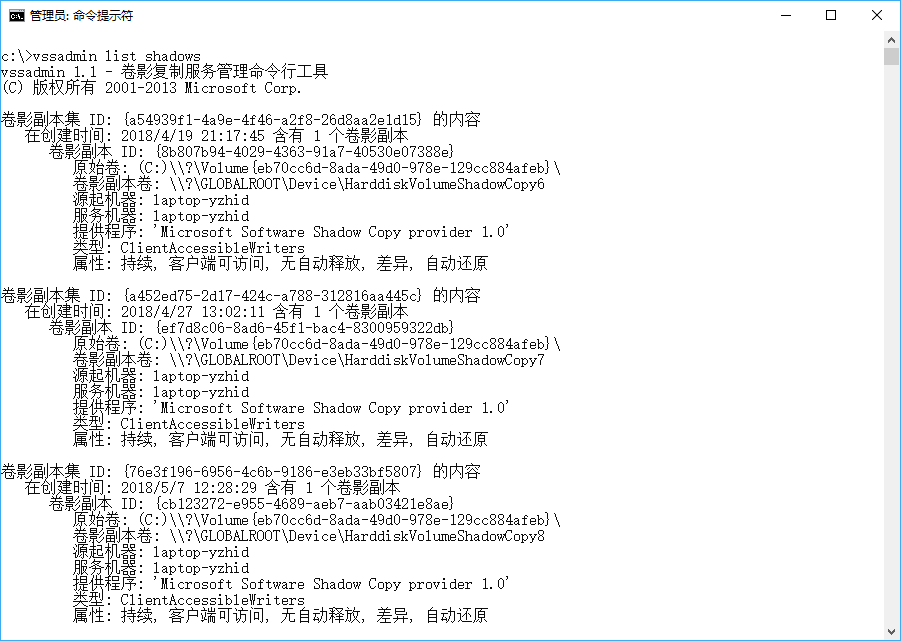 管理员: 命令提示符
c:\>vssadmin list shadows
vssadmin 1.1 - 卷影复制服务管理命令行工具
(C) 版权所有 2001-2013 Microsoft Corp.
卷影副本集 ID: {a54939f1-4a9e-4f46-a2f8-26d8aa2e1d15} 的内容
在创建时间: 2018/4/19 21:17:45 含有 1 个卷影副本
卷影副本 ID: {8b807b94-4029-4363-91a7-40530e07388e}
原始卷: (C:)\\?\Volume{eb70cc6d-8ada-49d0-978e-129cc884afeb}\
卷影副本卷: \\?\GLOBALROOT\Device\HarddiskVolumeShadowCopy6
源起机器: laptop-yzhid
服务机器: laptop-yzhid
提供程序: 'Microsoft Software Shadow Copy provider 1.0'
类型: ClientAccessibleWriters
属性: 持续, 客户端可访问, 无自动释放, 差异, 自动还原
卷影副本集 ID: {a452ed75-2d17-424c-a788-312816aa445c} 的内容
在创建时间: 2018/4/27 13:02:11 含有 1 个卷影副本
卷影副本 ID: {ef7d8c06-8ad6-45f1-bac4-8300959322db}
原始卷: (C:)\\?\Volume{eb70cc6d-8ada-49d0-978e-129cc884afeb}\
卷影副本卷: \\?\GLOBALROOT\Device\HarddiskVolumeShadowCopy7
源起机器: laptop-yzhid
服务机器: laptop-yzhid
提供程序: 'Microsoft Software Shadow Copy provider 1.0'
类型: ClientAccessibleWriters
属性: 持续, 客户端可访问, 无自动释放, 差异, 自动还原
卷影副本集 ID: {76e3f196-6956-4c6b-9186-e3eb33bf5807} 的内容
在创建时间: 2018/5/7 12:28:29 含有 1 个卷影副本
卷影副本 ID: {cb123272-e955-4689-aeb7-aab03421e8ae}
原始卷: (C:)\\?\Volume{eb70cc6d-8ada-49d0-978e-129cc884afeb}\
卷影副本卷: \\?\GLOBALROOT\Device\HarddiskVolumeShadowCopy8
源起机器: laptop-yzhid
服务机器: laptop-yzhid
提供程序: 'Microsoft Software Shadow Copy provider 1.0'
类型: ClientAccessibleWriters
属性: 持续, 客户端可访问, 无自动释放, 差异, 自动还原